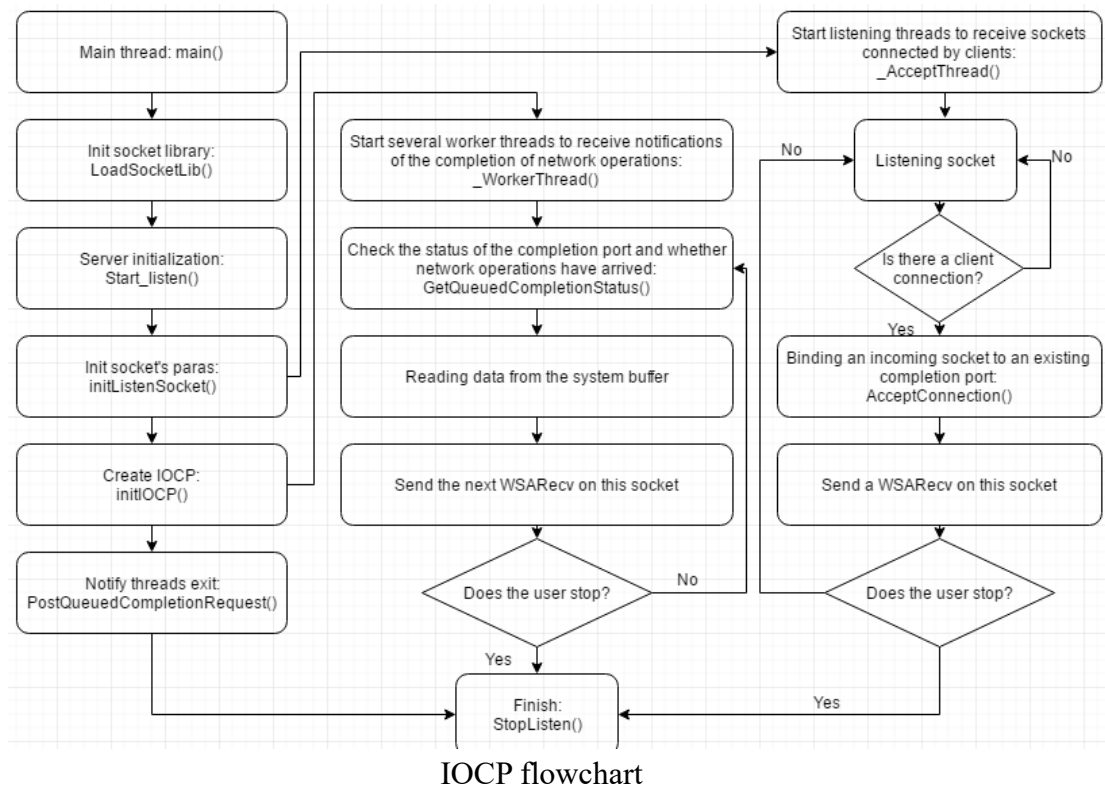 Main thread: main()
Init socket library:
LoadSocketLib()
Server initialization:
Start_listen()
Init socket's paras:
initListenSocket()
Create IOCP:
initIOCP()
Notify threads exit:
PostQueuedCompletionRequest()
Start several worker threads to receive notifications
of the completion of network operations:
_WorkerThread()
Check the status of the completion port and whether
network operations have arrived:
GetQueuedCompletionStatus()
Reading data from the system buffer
Send the next WSARecv on this socket
Does the user stop?
No
Yes
Finish:
StopListen()
Start listening threads to receive sockets
connected by clients:
_AcceptThread()
Listening socket
No
No
Is there a client
connection?
Yes
Binding an incoming socket to an existing
completion port:
AcceptConnection()
Send a WSARecv on this socket
Does the user stop?
Yes
IOCP flowchart